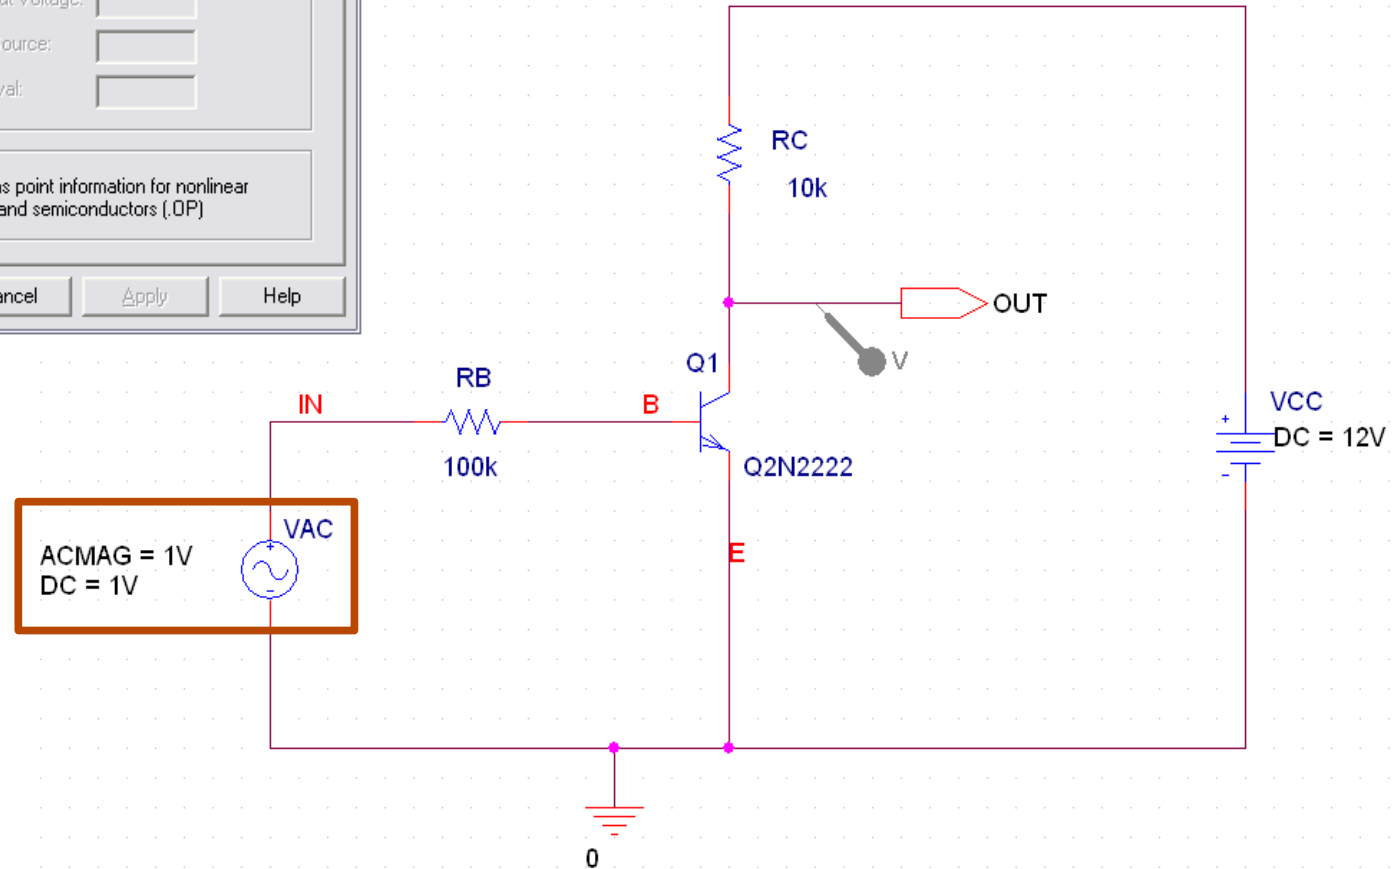 ource:
val:
s point information for nonlinear
and semiconductors (.OP)
ancel
Apply
Help
RC
10k
OUT
V
Q1
RB
IN
B
100k
Q2N2222
VCC
DC = 12V
+
-
VAC
ACMAG = 1V
DC = 1V
+
-
E
0